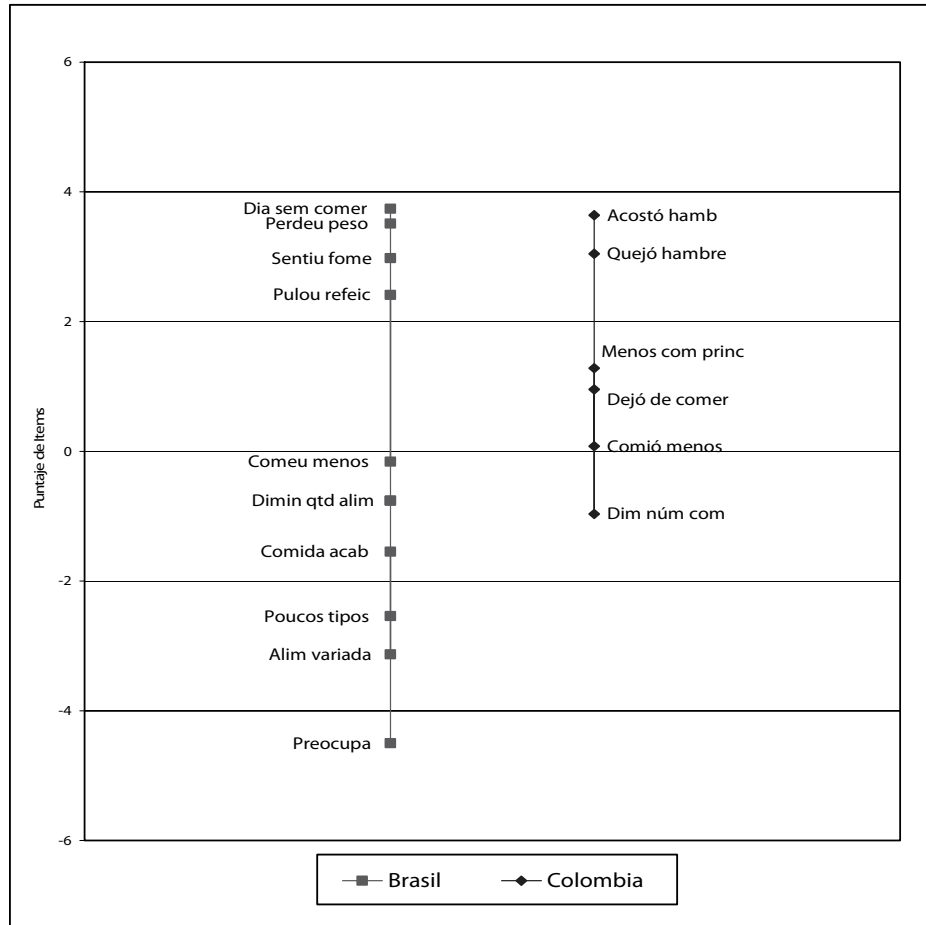 6
4
2
0
-2
-4
-6
Puntaje de Items
Dia sem comer
Perdeu peso
Sentiu fome
Pulou refeic
Comeu menos
Dimin qtd alim
Comida acab
Poucos tipos
Alim variada
Preocupa
Acostó hamb
Quejó hambre
Menos com princ
Dejó de comer
Comió menos
Dim núm com
Brasil
Colombia